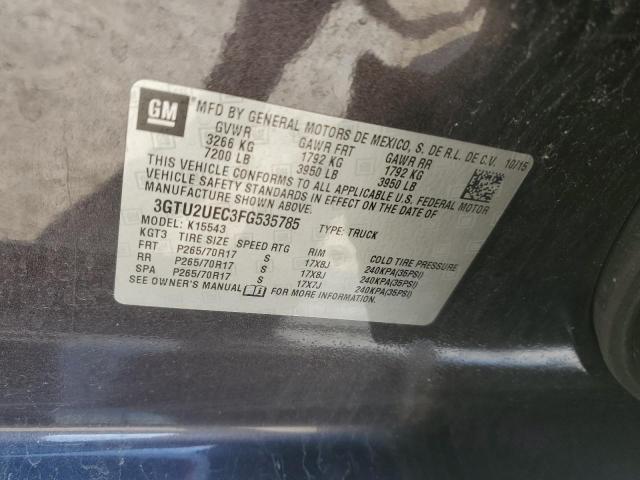 GM
MFD BY GENERAL MOTORS DE MEXICO, S. DE R.L. DE C.V. 10/15
GVWR GAWR FRT GAWR RR
3266 KG 1792 KG 1792 KG
7200 LB 3950 LB 3950 LB
THIS VEHICLE CONFORMS TO ALL APPLICABLE U.S. FEDERAL MOTOR
VEHICLE SAFETY STANDARDS IN EFFECT ON THE DATE OF
MANUFACTURE SHOWN ABOVE.
3GTU2UEC3FG535785 TYPE: TRUCK
MODEL: K15543
KGT3 TIRE SIZE SPEED RTG RIM COLD TIRE PRESSURE
FRT P265/70R17 S 17X8J 240KPA(35PSI)
RR P265/70R17 S 17X8J 240KPA(35PSI)
SPA P265/70R17 S 17X7J 240KPA(35PSI)
SEE OWNER'S MANUAL FOR MORE INFORMATION.